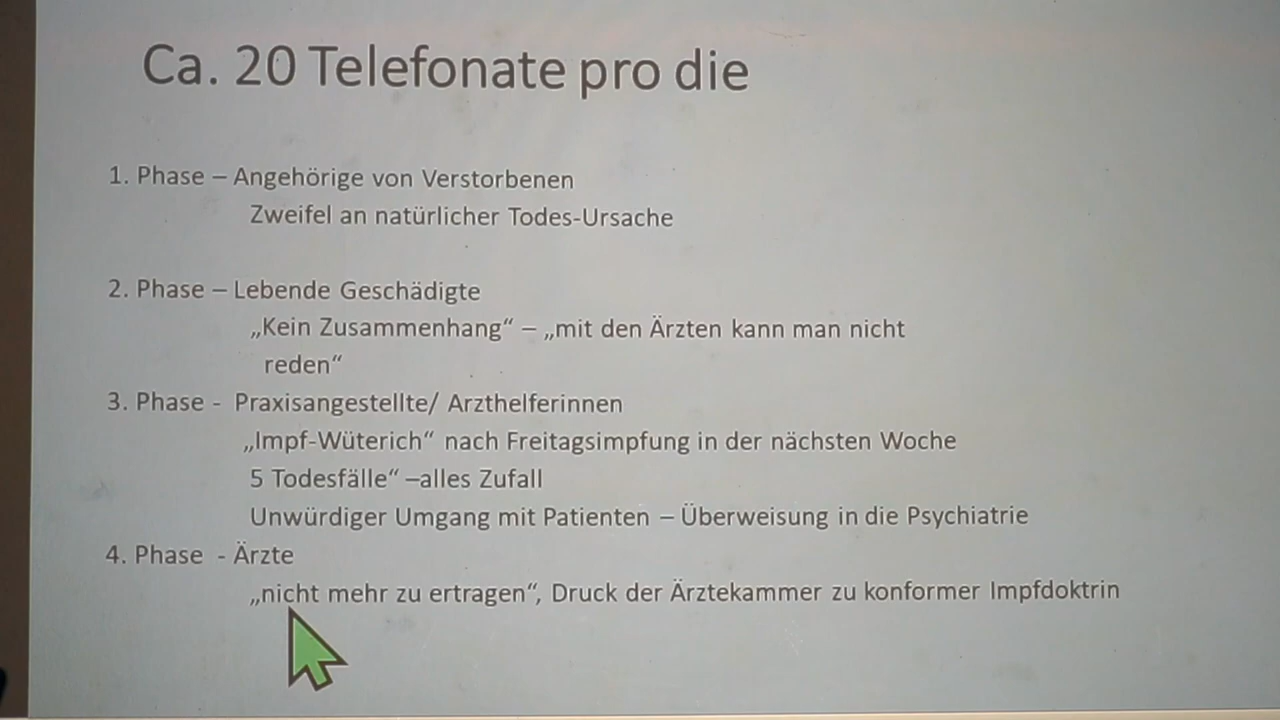 Ca. 20 Telefonate pro die
1. Phase – Angehörige von Verstorbenen
Zweifel an natürlicher Todes-Ursache
2. Phase – Lebende Geschädigte
„Kein Zusammenhang“ – „mit den Ärzten kann man nicht
reden“
3. Phase - Praxisangestellte/ Arzthelferinnen
„Impf-Wüterich“ nach Freitagsimpfung in der nächsten Woche
5 Todesfälle“ –alles Zufall
Unwürdiger Umgang mit Patienten – Überweisung in die Psychiatrie
4. Phase - Ärzte
„nicht mehr zu ertragen“, Druck der Ärztekammer zu konformer Impfdoktrin